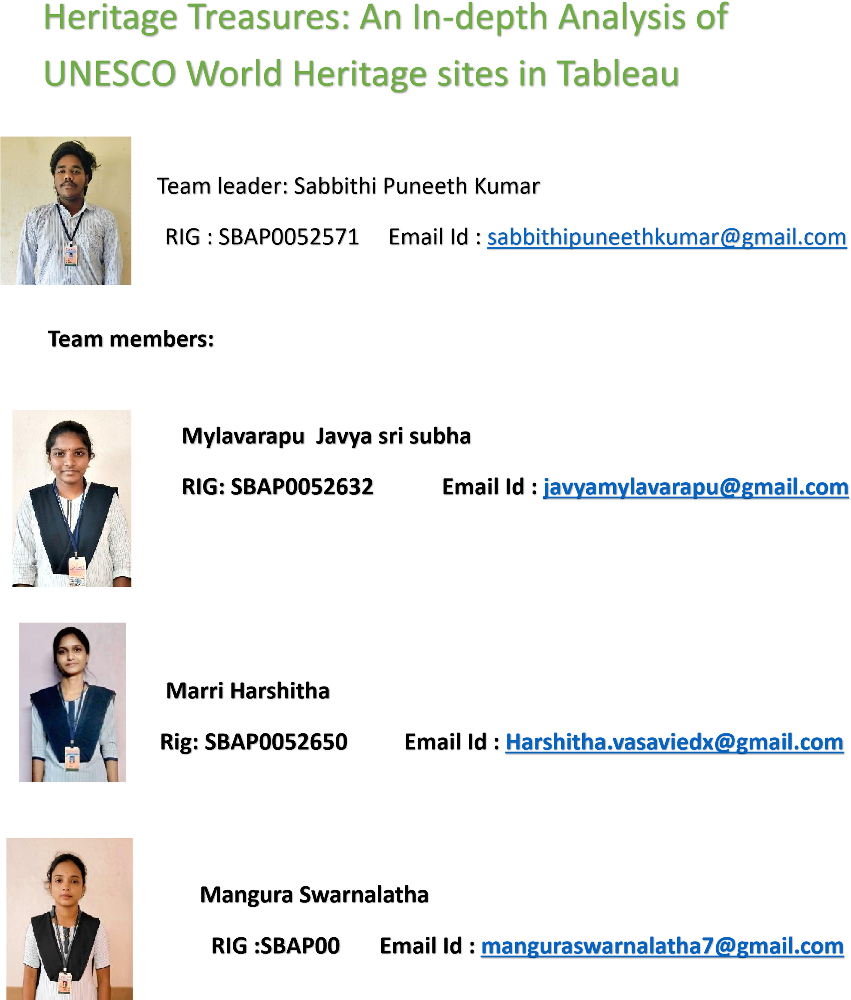 Heritage Treasures: An In-depth Analysis of
UNESCO World Heritage sites in Tableau
Team leader: Sabbithi Puneeth Kumar
RIG : SBAP0052571 Email Id : sabbithipuneethkumar@gmail.com
Team members:
Mylavarapu Javya sri subha
RIG: SBAP0052632 Email Id : javyamylavarapu@gmail.com
Marri Harshitha
Rig: SBAP0052650 Email Id : Harshitha.vasaviedx@gmail.com
Mangura Swarnalatha
RIG :SBAP00 Email Id : manguraswarnalatha7@gmail.com